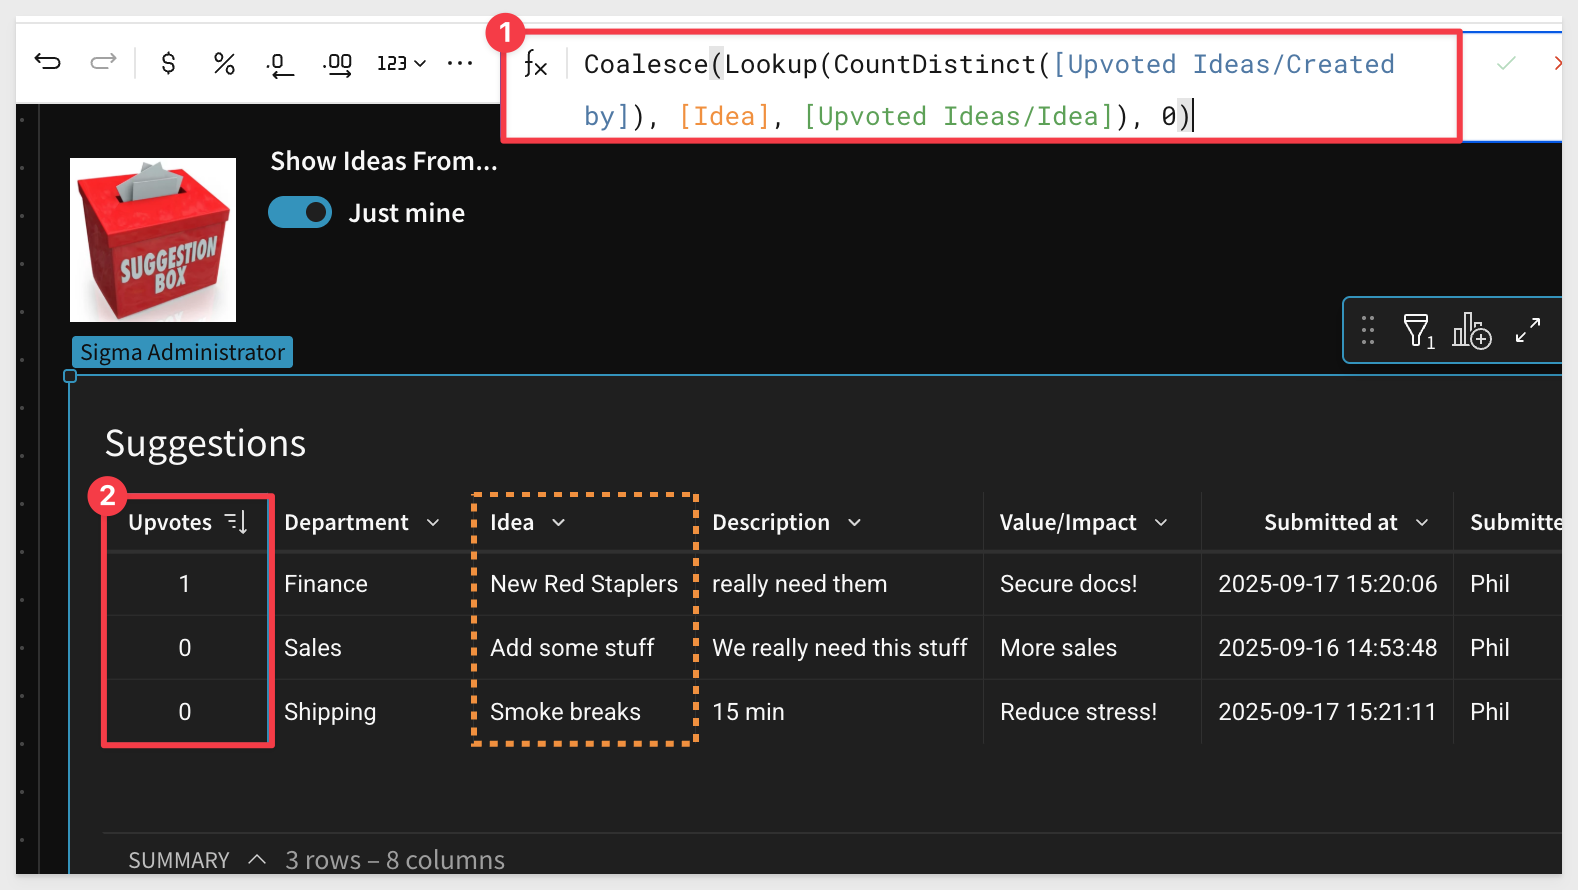 1
$ % .0 .00 123 ...
fx Coalesce(Lookup(CountDistinct([Upvoted Ideas/Created
by]), [Idea], [Upvoted Ideas/Idea]), 0)
Show Ideas From...
Just mine
SUGGESTION
BOX
1
Sigma Administrator
Suggestions
2
Upvotes Department Idea Description Value/Impact Submitted at Submitte
1 Finance New Red Staplers really need them Secure docs! 2025-09-17 15:20:06 Phil
0 Sales Add some stuff We really need this stuff More sales 2025-09-16 14:53:48 Phil
0 Shipping Smoke breaks 15 min Reduce stress! 2025-09-17 15:21:11 Phil
SUMMARY 3 rows – 8 columns